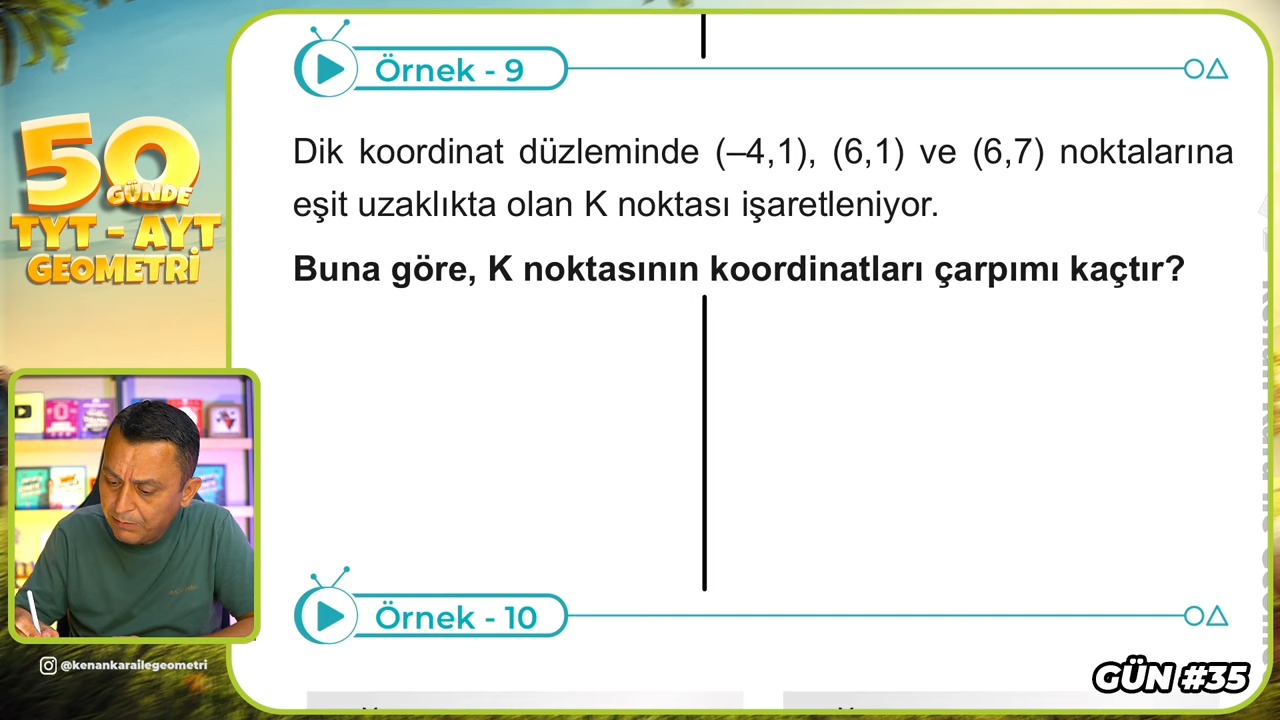 Örnek - 9
Dik koordinat düzleminde (–4,1), (6,1) ve (6,7) noktalarına
eşit uzaklıkta olan K noktası işaretleniyor.
Buna göre, K noktasının koordinatları çarpımı kaçtır?
50
GÜNDE
TYT - AYT
GEOMETRİ
Örnek - 10
@kenankarailegeometri
GÜN #35